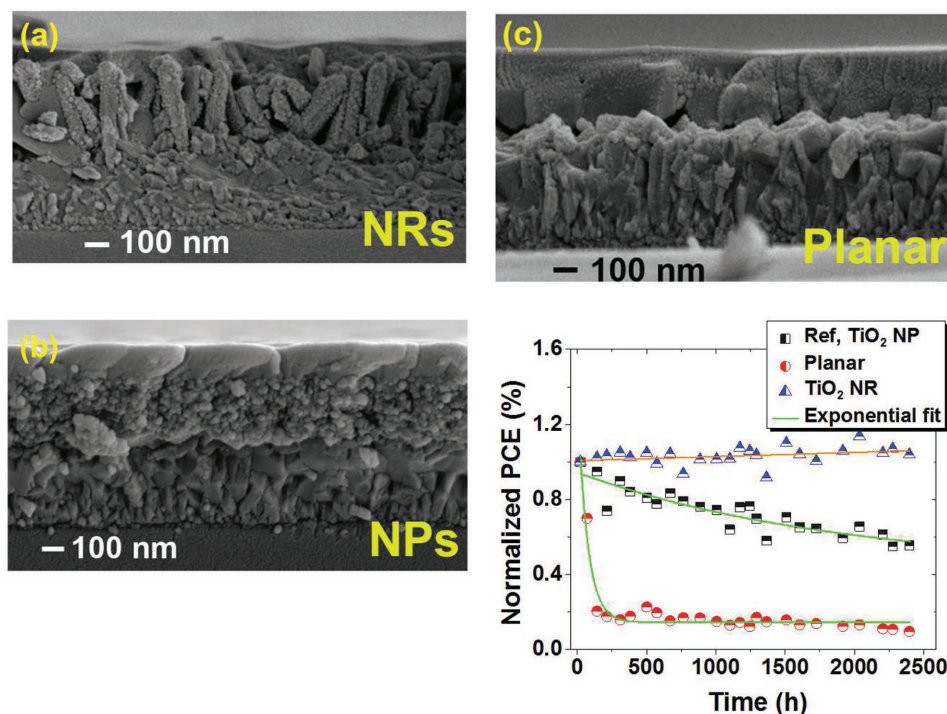 (a)
NRs
100 nm
(b)
NPs
100 nm
(c)
Planar
100 nm
Ref, TiO₂ NP
Planar
TiO₂ NR
Exponential fit
Normalized PCE (%)
1.6
1.2
0.8
0.4
0.0
0 500 1000 1500 2000 2500
Time (h)